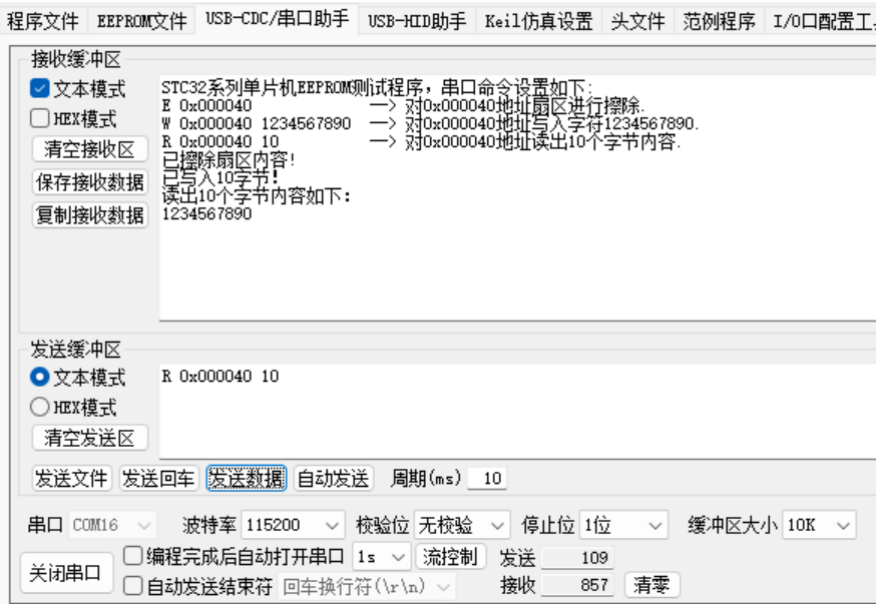 程序文件 EEPROM文件 USB-CDC/串口助手 USB-HID助手 Keil仿真设置 头文件 范例程序 I/O口配置工
接收缓冲区
文本模式
HEX模式
清空接收区
保存接收数据
复制接收数据
STC32系列单片机EEPROM测试程序，串口命令设置如下:
E 0x000040 —> 对0x000040地址扇区进行擦除.
W 0x000040 1234567890 —> 对0x000040地址写入字符1234567890.
R 0x000040 10 —> 对0x000040地址读出10个字节内容.
已擦除扇区内容!
已写入10字节!
读出10个字节内容如下：
1234567890
发送缓冲区
文本模式
HEX模式
清空发送区
R 0x000040 10
发送文件 发送回车 发送数据 自动发送 周期(ms) 10
串口 COM16 波特率 115200 校验位 无校验 停止位 1位 缓冲区大小 10K
关闭串口
编程完成后自动打开串口 1s 流控制 发送 109
自动发送结束符 回车换行符(\r\n) 接收 857 清零